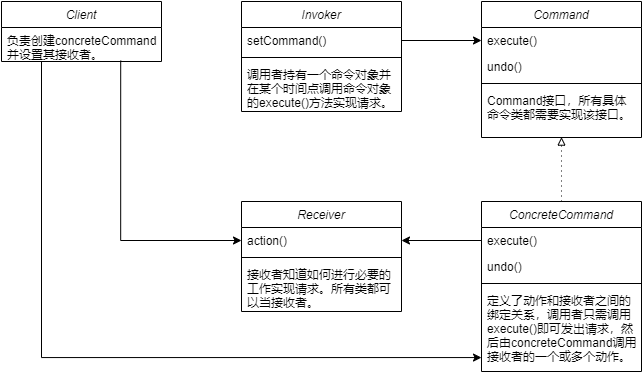 Client
负责创建concreteCommand
并设置其接收者。
Invoker
setCommand()
调用者持有一个命令对象并
在某个时间点调用命令对象
的execute()方法实现请求。
Command
execute()
undo()
Command接口，所有具体
命令类都需要实现该接口。
Receiver
action()
接收者知道如何进行必要的
工作实现请求。所有类都可
以当接收者。
ConcreteCommand
execute()
undo()
定义了动作和接收者之间的
绑定关系，调用者只需调用
execute()即可发出请求，然
后由concreteCommand调用
接收者的一个或多个动作。